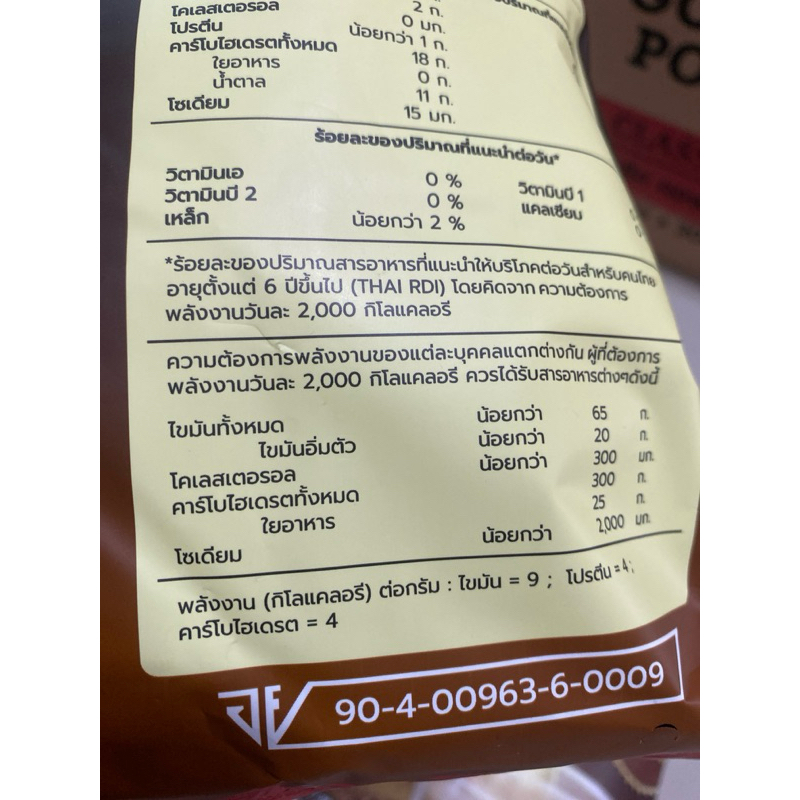 โคเลสเตอรอล 2 ก.
โปรตีน 0 มก.
คาร์โบไฮเดรตทั้งหมด น้อยกว่า 1 ก.
ใยอาหาร 18 ก.
น้ำตาล 0 ก.
โซเดียม 11 ก.
15 มก.
ร้อยละของปริมาณที่แนะนำต่อวัน*
วิตามินเอ 0 % วิตามินบี 1
วิตามินบี 2 0 % แคลเซียม
เหล็ก น้อยกว่า 2 %
*ร้อยละของปริมาณสารอาหารที่แนะนำให้บริโภคต่อวันสำหรับคนไทย
อายุตั้งแต่ 6 ปีขึ้นไป (THAI RDI) โดยคิดจาก ความต้องการ
พลังงานวันละ 2,000 กิโลแคลอรี
ความต้องการพลังงานของแต่ละบุคคลแตกต่างกัน ผู้ที่ต้องการ
พลังงานวันละ 2,000 กิโลแคลอรี ควรได้รับสารอาหารต่างๆดังนี้
ไขมันทั้งหมด น้อยกว่า 65 ก.
ไขมันอิ่มตัว น้อยกว่า 20 ก.
โคเลสเตอรอล น้อยกว่า 300 มก.
คาร์โบไฮเดรตทั้งหมด 300 ก.
ใยอาหาร 25 ก.
โซเดียม น้อยกว่า 2,000 มก.
พลังงาน (กิโลแคลอรี) ต่อกรัม : ไขมัน = 9 ; โปรตีน = 4 ;
คาร์โบไฮเดรต = 4
90-4-00963-6-0009